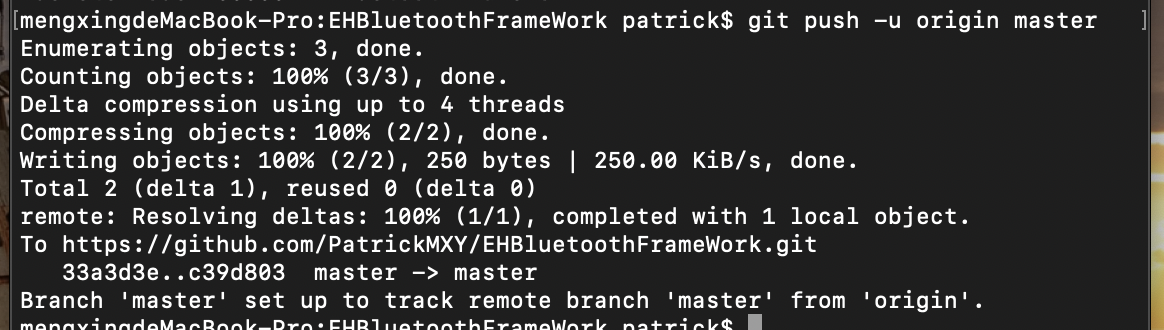 [mengxingdeMacBook-Pro:EHBluetoothFrameWork patrick$ git push -u origin master ]
Enumerating objects: 3, done.
Counting objects: 100% (3/3), done.
Delta compression using up to 4 threads
Compressing objects: 100% (2/2), done.
Writing objects: 100% (2/2), 250 bytes | 250.00 KiB/s, done.
Total 2 (delta 1), reused 0 (delta 0)
remote: Resolving deltas: 100% (1/1), completed with 1 local object.
To https://github.com/PatrickMXY/EHBluetoothFrameWork.git
   33a3d3e..c39d803  master -> master
Branch 'master' set up to track remote branch 'master' from 'origin'.
mengxingdeMacBook-Pro:EHBluetoothFrameWork patrick$